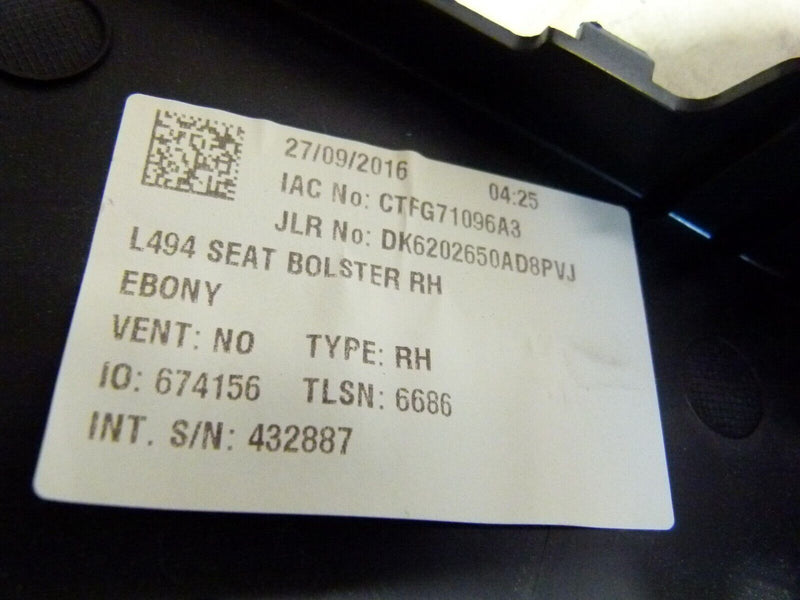 27/09/2016 04:25
IAC No: CTFG71096A3
JLR No: DK6202650AD8PVJ
L494 SEAT BOLSTER RH
EBONY
VENT: NO TYPE: RH
IO: 674156 TLSN: 6686
INT. S/N: 432887